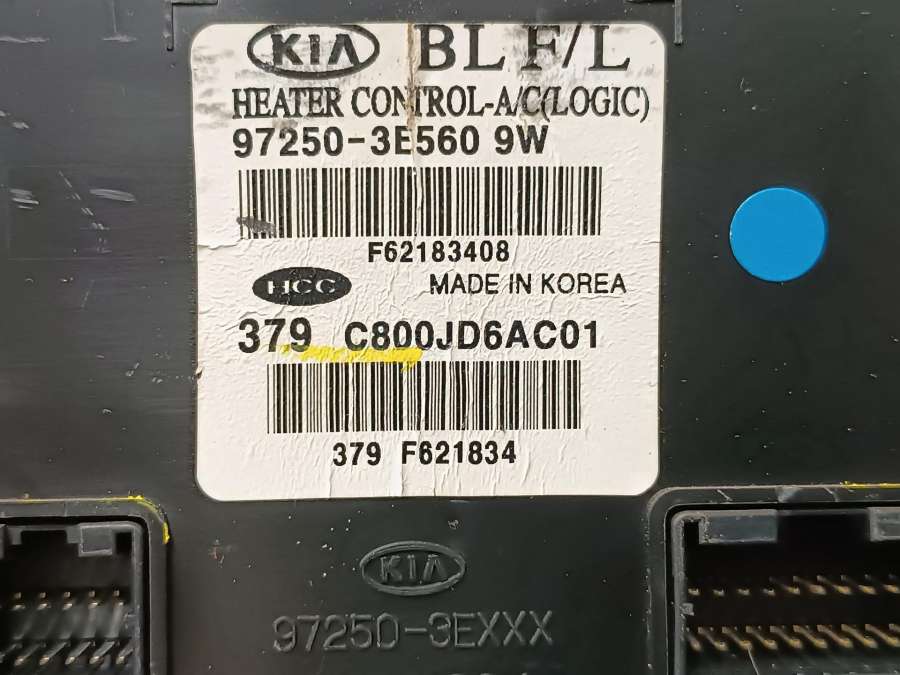 KIA BL F/L
HEATER CONTROL-A/C(LOGIC)
97250-3E560 9W
F62183408
HCC MADE IN KOREA
379 C800JD6AC01
379 F621834
KIA
97250-3EXXX